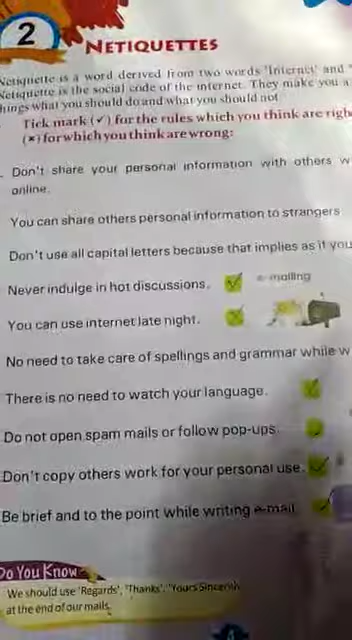 2
NETIQUETTES
Netiquette is a word derived from two words 'Internet' and
Netiquette is the social code of the internet. They make you a
things what you should do and what you should not
Tick mark (✓) for the rules which you think are
(×) for which you think are wrong:
Don't share your personal information with others
online.
You can share others personal information to strangers
Don't use all capital letters because that implies as if you
Never indulge in hot discussions.
e-mailing
You can use internet late night.
No need to take care of spellings and grammar while
There is no need to watch your language.
Do not open spam mails or follow pop-ups.
Don't copy others work for your personal use.
Be brief and to the point while writing e-mail
Do You Know
We should use 'Regards', 'Thanks', 'Yours
at the end of our mails.